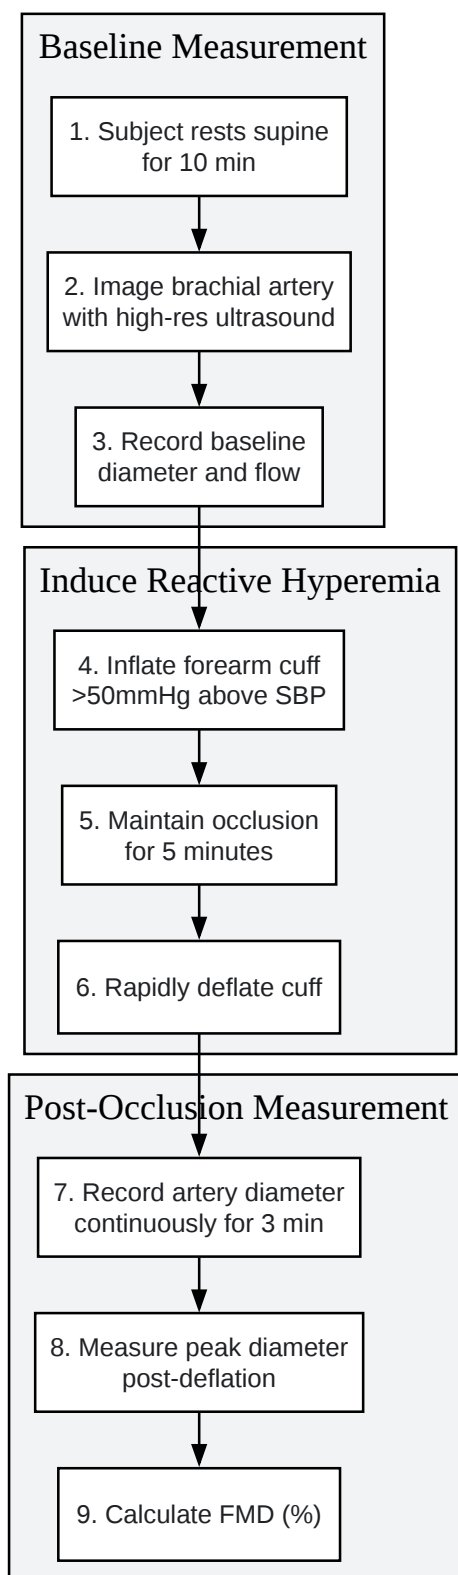 Baseline Measurement
1. Subject rests supine
for 10 min
2. Image brachial artery
with high-res ultrasound
3. Record baseline
diameter and flow
Induce Reactive Hyperemia
4. Inflate forearm cuff
>50mmHg above SBP
5. Maintain occlusion
for 5 minutes
6. Rapidly deflate cuff
Post-Occlusion Measurement
7. Record artery diameter
continuously for 3 min
8. Measure peak diameter
post-deflation
9. Calculate FMD (%)